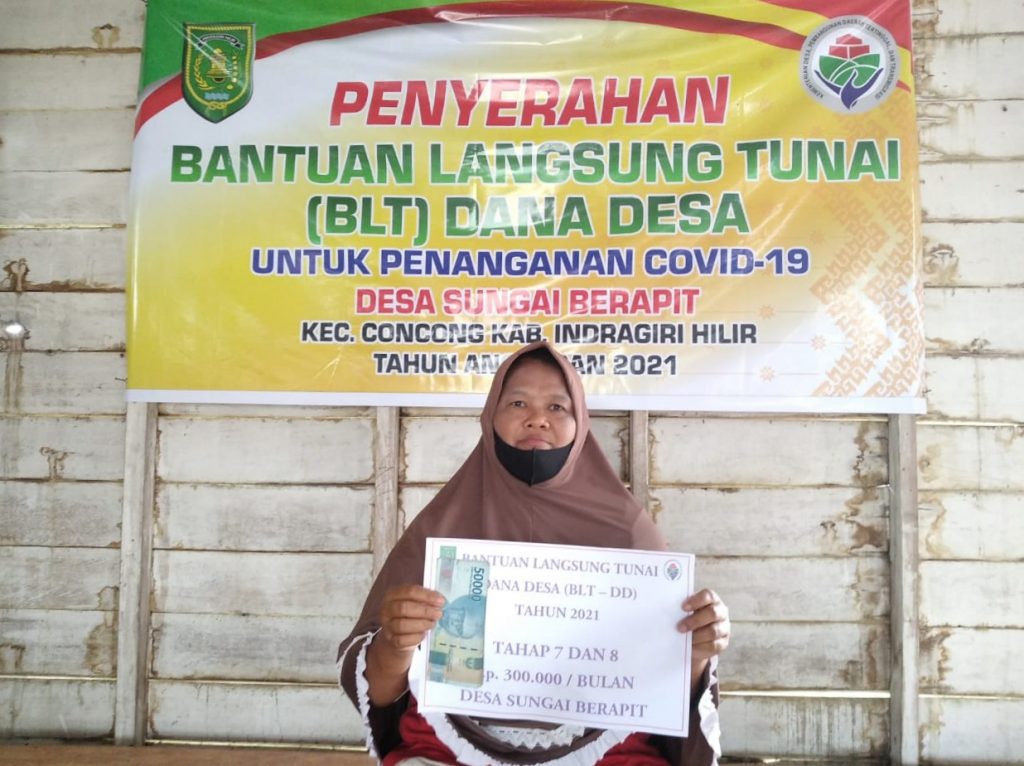 PENYERAHAN
BANTUAN LANGSUNG TUNAI
(BLT) DANA DESA
UNTUK PENANGANAN COVID-19
DESA SUNGAI BERAPIT
KEC. CONCONG KAB. INDRAGIRI HILIR
TAHUN 2021
BANTUAN LANGSUNG TUNAI
DANA DESA (BLT – DD)
TAHUN 2021
TAHAP 7 DAN 8
Rp. 300.000 / BULAN
DESA SUNGAI BERAPIT
50000